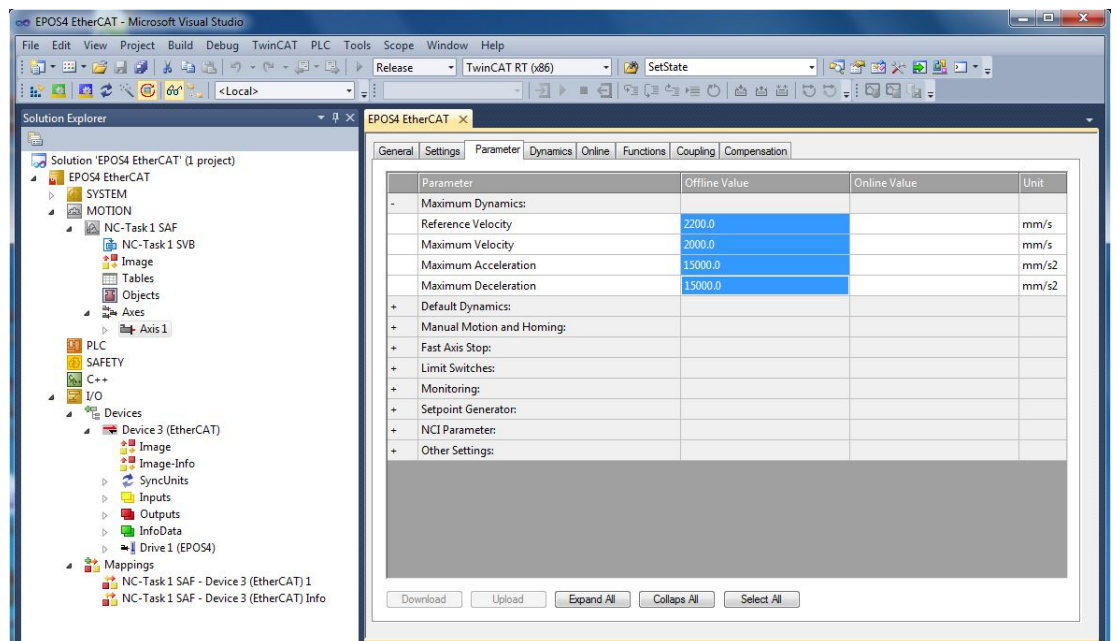 EPOS4 EtherCAT - Microsoft Visual Studio
File Edit View Project Build Debug TwinCAT PLC Tools Scope Window Help
Release TwinCAT RT (x86) SetState
<Local>
Solution Explorer
EPOS4 EtherCAT
Solution 'EPOS4 EtherCAT' (1 project)
EPOS4 EtherCAT
SYSTEM
MOTION
NC-Task 1 SAF
NC-Task 1 SVB
Image
Tables
Objects
Axes
Axis 1
PLC
SAFETY
C++
I/O
Devices
Device 3 (EtherCAT)
Image
Image-Info
SyncUnits
Inputs
Outputs
InfoData
Drive 1 (EPOS4)
Mappings
NC-Task 1 SAF - Device 3 (EtherCAT) 1
NC-Task 1 SAF - Device 3 (EtherCAT) Info
General Settings Parameter Dynamics Online Functions Coupling Compensation
Parameter Offline Value Online Value Unit
- Maximum Dynamics:
Reference Velocity 2200.0 mm/s
Maximum Velocity 2000.0 mm/s
Maximum Acceleration 15000.0 mm/s2
Maximum Deceleration 15000.0 mm/s2
+ Default Dynamics:
+ Manual Motion and Homing:
+ Fast Axis Stop:
+ Limit Switches:
+ Monitoring:
+ Setpoint Generator:
+ NCI Parameter:
+ Other Settings:
Download Upload Expand All Collaps All Select All